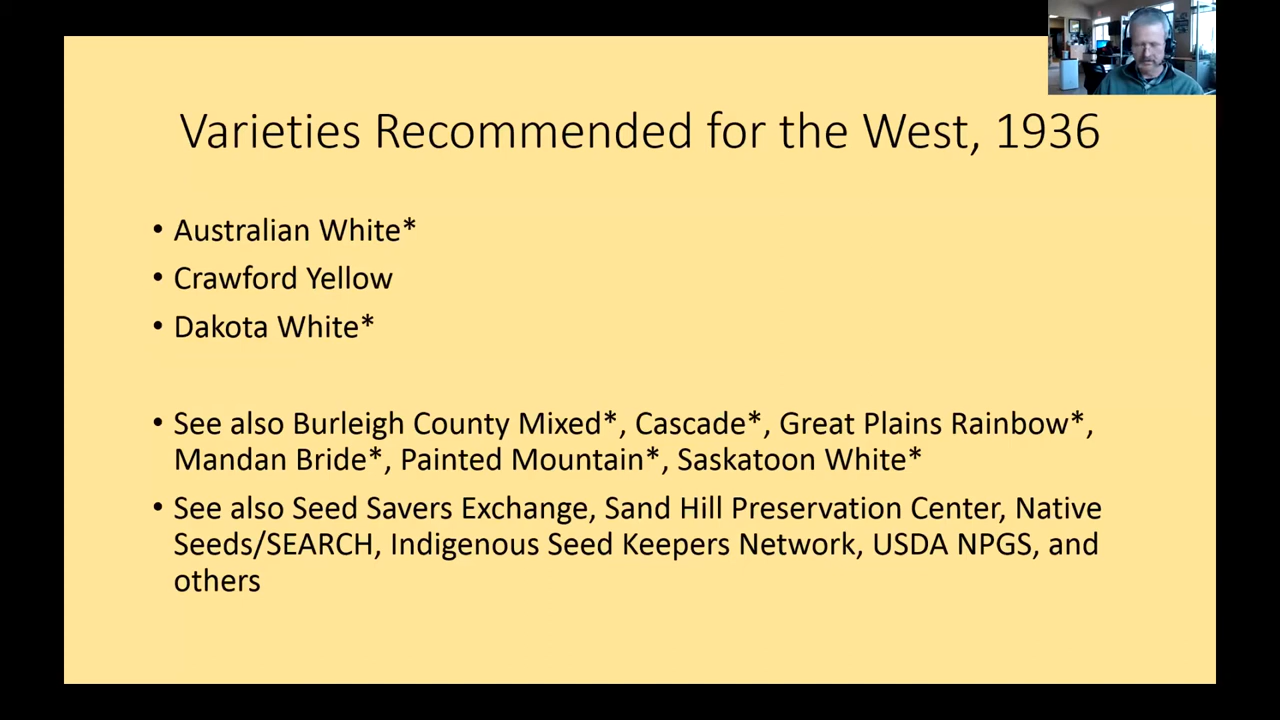 Varieties Recommended for the West, 1936
• Australian White*
• Crawford Yellow
• Dakota White*
• See also Burleigh County Mixed*, Cascade*, Great Plains Rainbow*,
Mandan Bride*, Painted Mountain*, Saskatoon White*
• See also Seed Savers Exchange, Sand Hill Preservation Center, Native
Seeds/SEARCH, Indigenous Seed Keepers Network, USDA NPGS, and
others